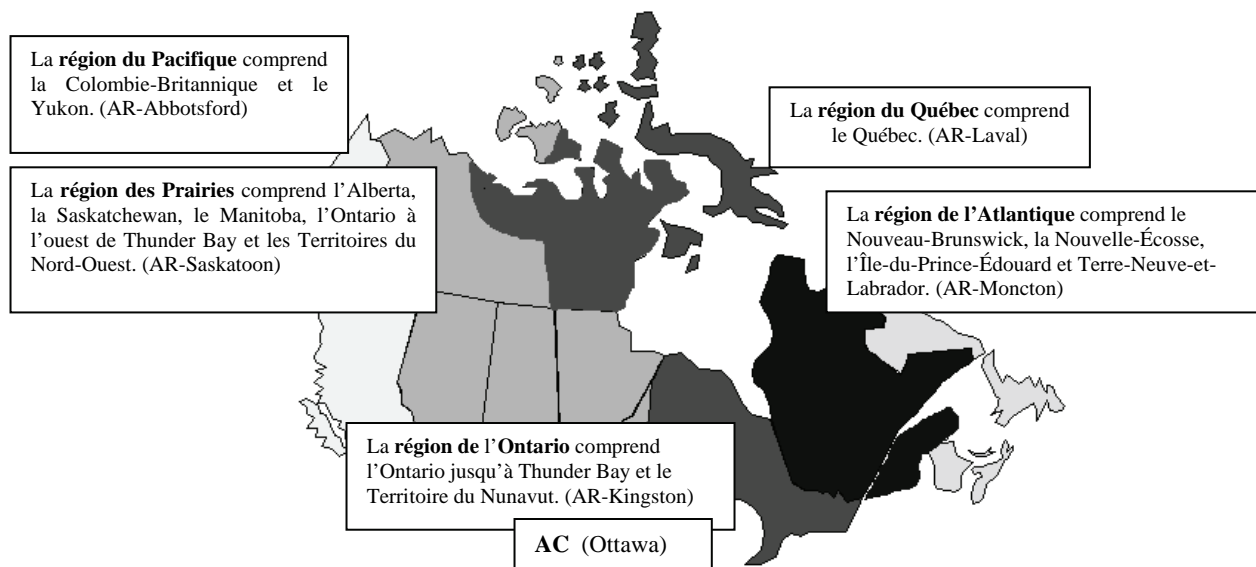 La région du Pacifique comprend
la Colombie-Britannique et le
Yukon. (AR-Abbotsford)
La région du Québec comprend
le Québec. (AR-Laval)
La région des Prairies comprend l’Alberta,
la Saskatchewan, le Manitoba, l’Ontario à
l’ouest de Thunder Bay et les Territoires du
Nord-Ouest. (AR-Saskatoon)
La région de l’Atlantique comprend le
Nouveau-Brunswick, la Nouvelle-Écosse,
l’Île-du-Prince-Édouard et Terre-Neuve-et-
Labrador. (AR-Moncton)
La région de l’Ontario comprend
l’Ontario jusqu’à Thunder Bay et le
Territoire du Nunavut. (AR-Kingston)
AC (Ottawa)